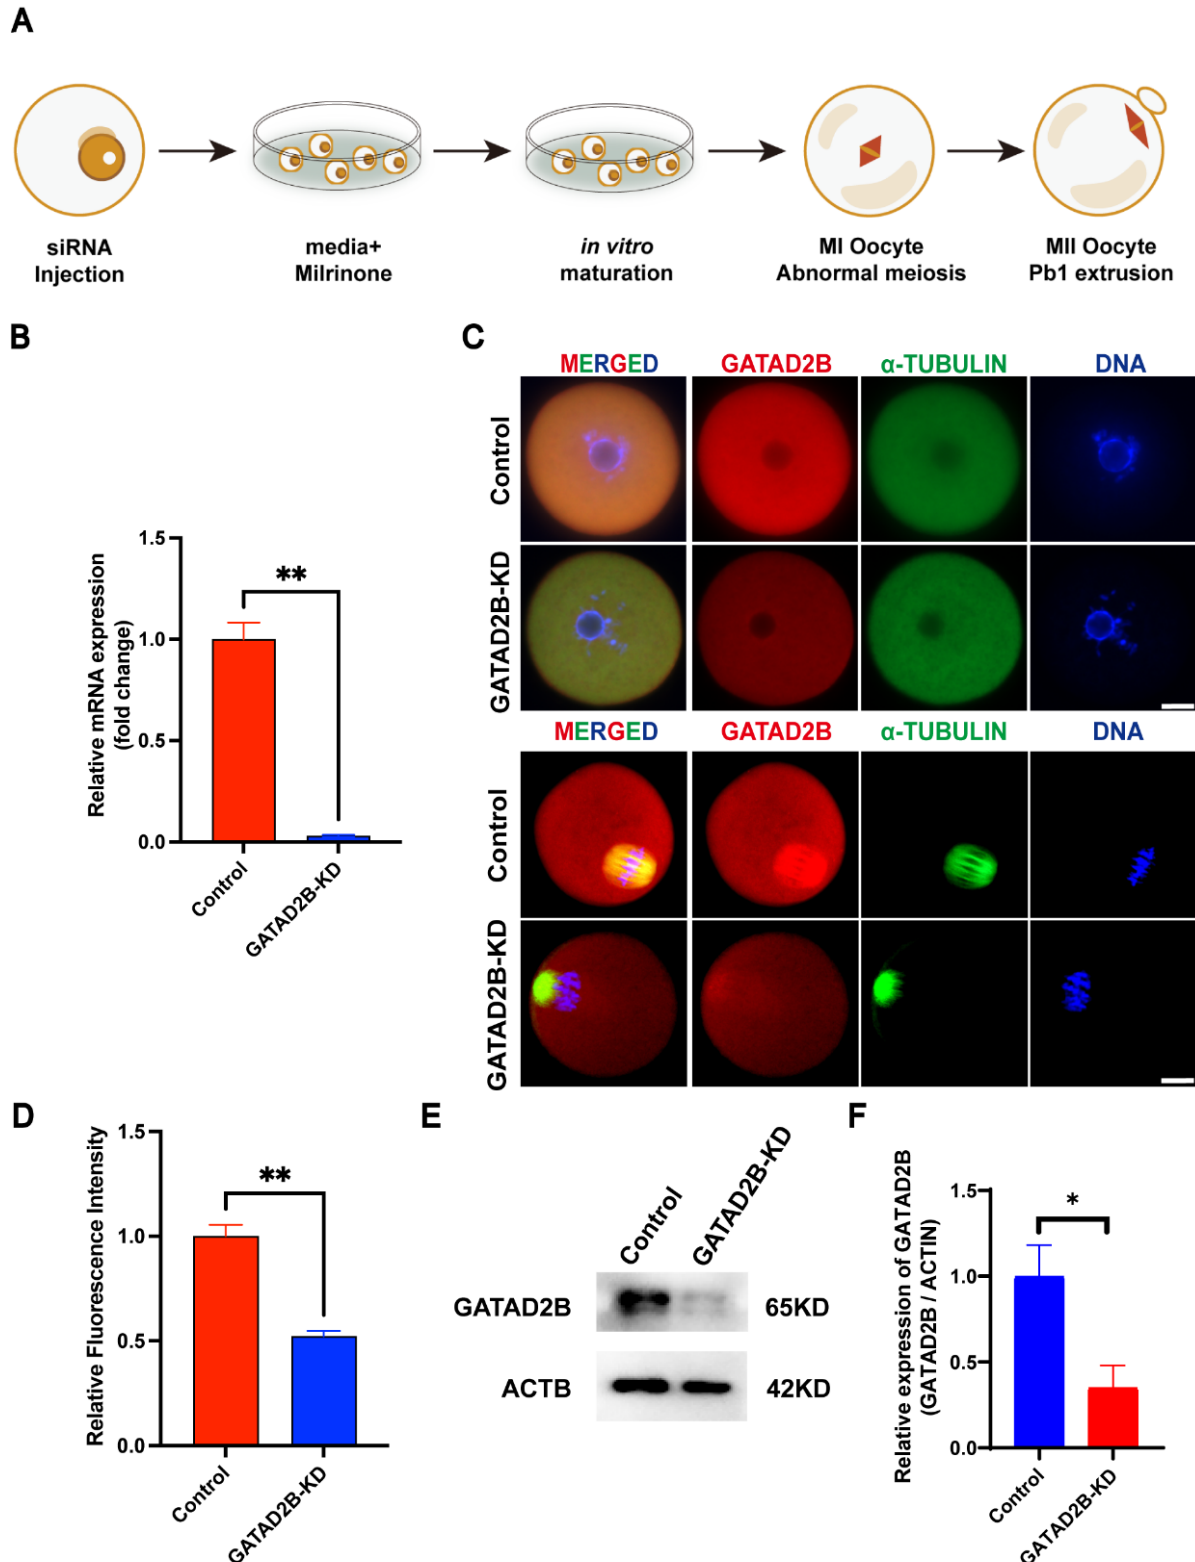 A
siRNA
Injection
media+
Milrinone
in vitro
maturation
MI Oocyte
Abnormal meiosis
MII Oocyte
Pb1 extrusion
B
Relative mRNA expression
(fold change)
1.5
1.0
0.5
0.0
**
Control
GATAD2B-KD
C
MERGED GATAD2B α-TUBULIN DNA
Control
GATAD2B-KD
MERGED GATAD2B α-TUBULIN DNA
Control
GATAD2B-KD
D
Relative Fluorescence Intensity
1.5
1.0
0.5
0.0
**
Control
GATAD2B-KD
E
Control
GATAD2B-KD
GATAD2B 65KD
ACTB 42KD
F
Relative expression of GATAD2B
(GATAD2B / ACTIN)
1.5
1.0
0.5
0.0
*
Control
GATAD2B-KD